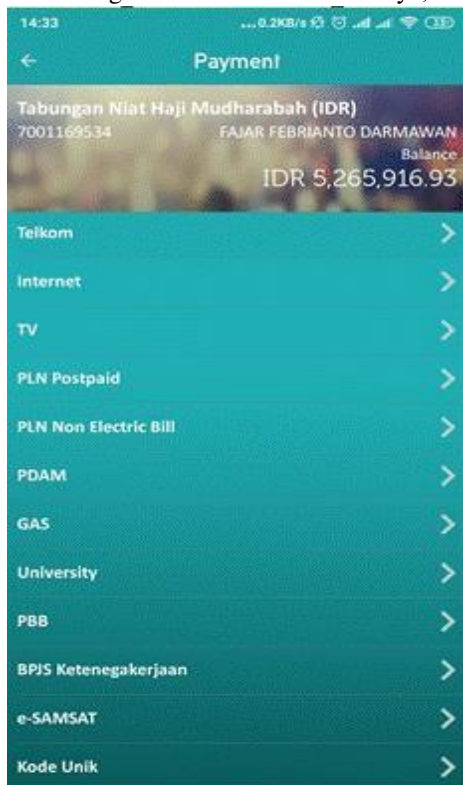 14:33 ...0.2KB/s
Payment
Tabungan Niat Haji Mudharabah (IDR)
7001169534 FAJAR FEBRIANTO DARMAWAN
Balance
IDR 5,265,916.93
Telkom
Internet
TV
PLN Postpaid
PLN Non Electric Bill
PDAM
GAS
University
PBB
BPJS Ketenegakerjaan
e-SAMSAT
Kode Unik